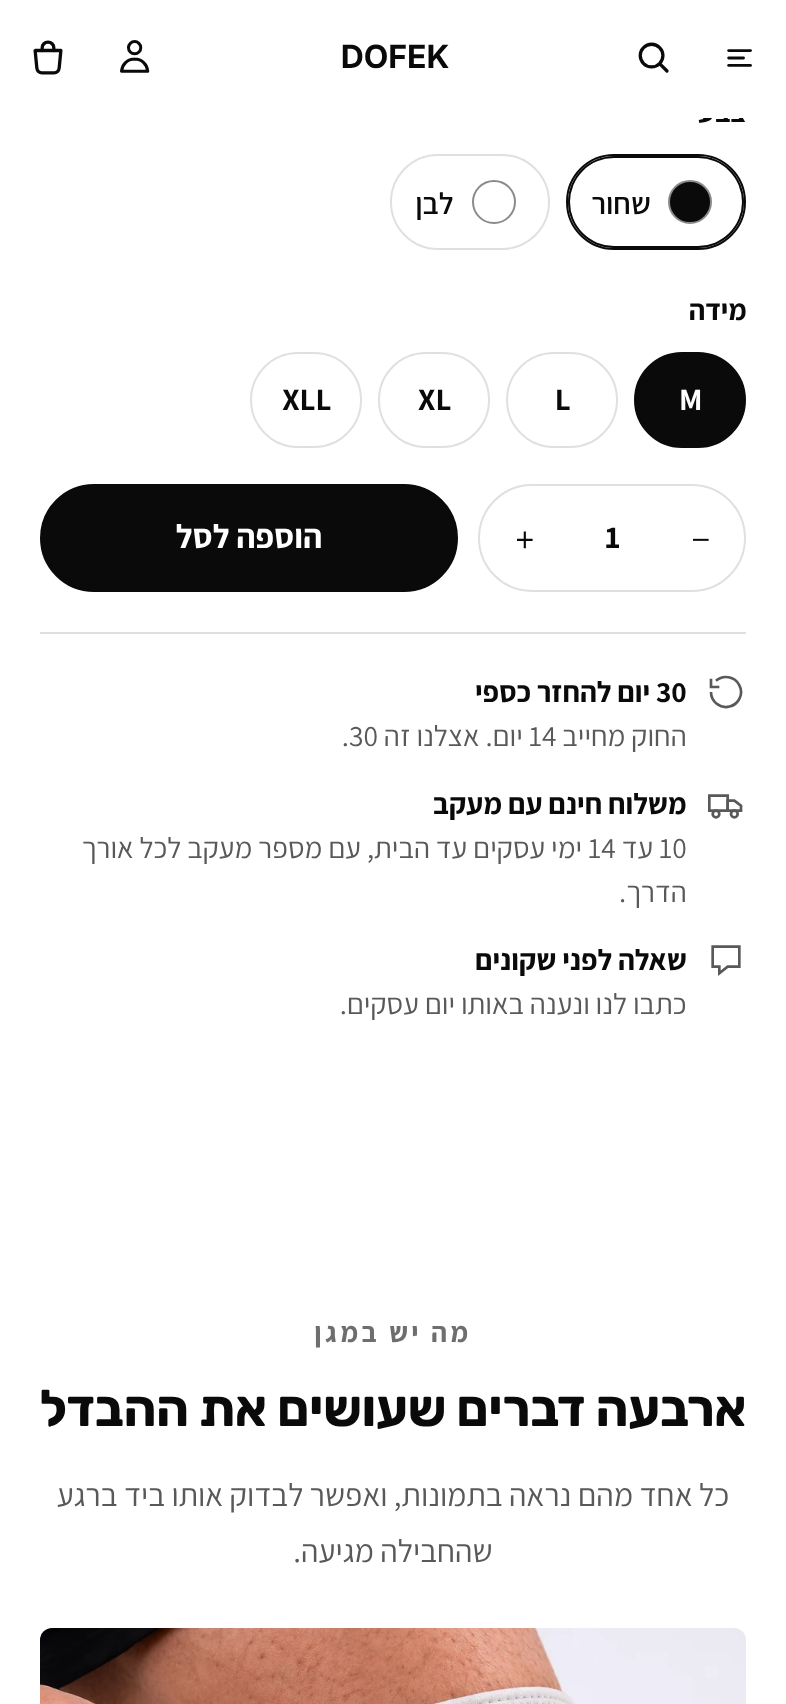 DOFEK
שחור
לבן
מידה
M
L
XL
XLL
− 1 +
הוספה לסל
30 יום להחזר כספי
החוק מחייב 14 יום. אצלנו זה 30.
משלוח חינם עם מעקב
10 עד 14 ימי עסקים עד הבית, עם מספר מעקב לכל אורך
הדרך.
שאלה לפני שקונים
כתבו לנו ונענה באותו יום עסקים.
מה יש במגן
ארבעה דברים שעושים את ההבדל
כל אחד מהם נראה בתמונות, ואפשר לבדוק אותו ביד ברגע
שהחבילה מגיעה.